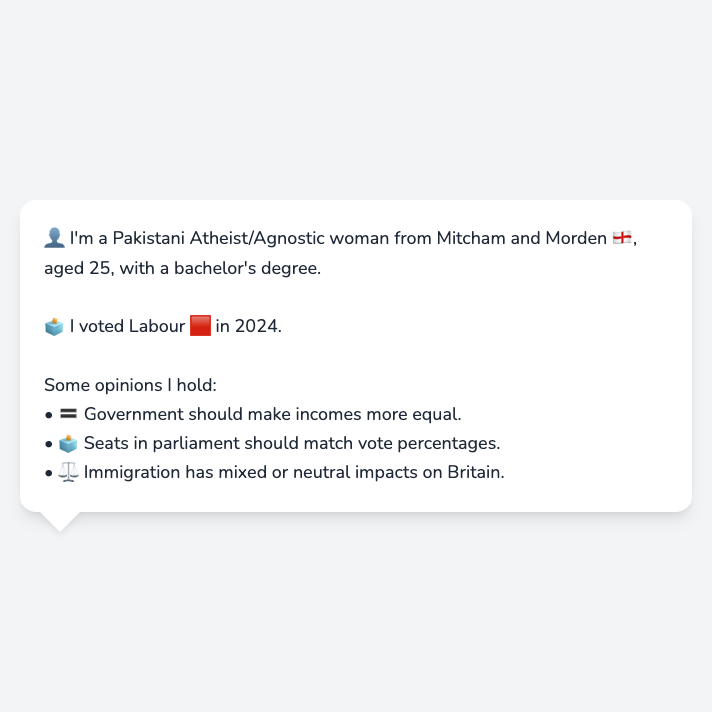 👤 I'm a Pakistani Atheist/Agnostic woman from Mitcham and Morden 🏴󠁧󠁢󠁥󠁮󠁧󠁿,
aged 25, with a bachelor's degree.
🗳️ I voted Labour 🟥 in 2024.
Some opinions I hold:
• 🟰 Government should make incomes more equal.
• 🗳️ Seats in parliament should match vote percentages.
• ⚖️ Immigration has mixed or neutral impacts on Britain.